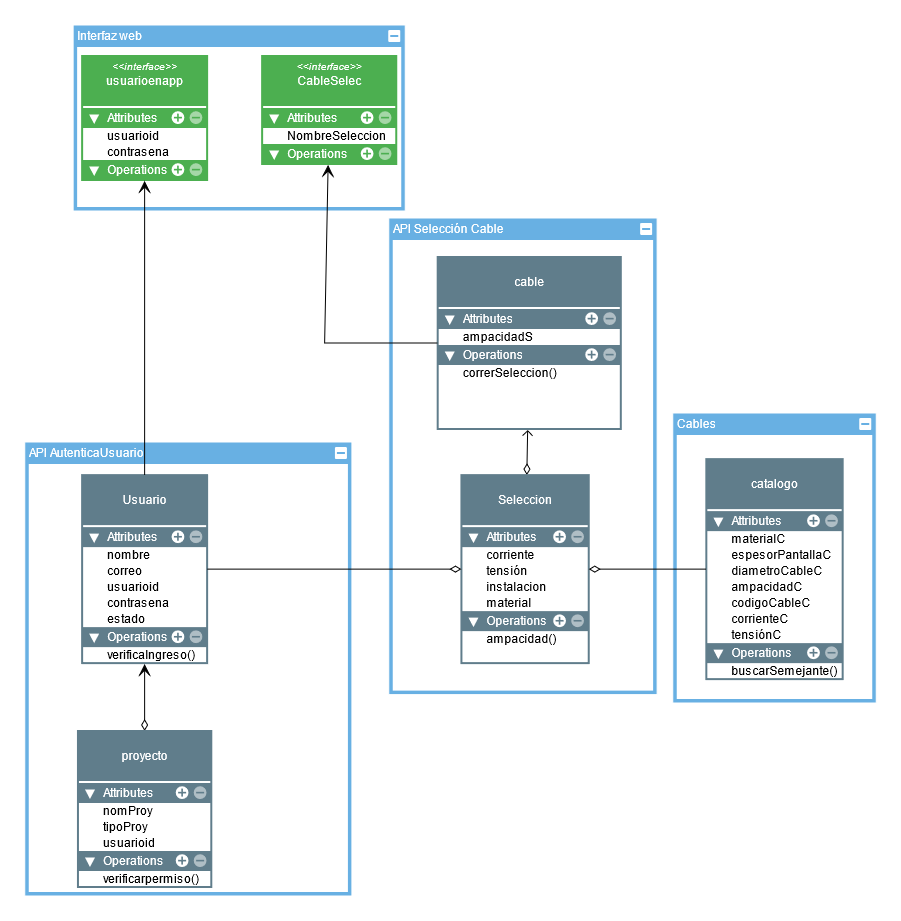 Interfaz web
<<interface>>
usuarioenapp
Attributes
usuarioid
contrasena
Operations
<<interface>>
CableSelec
Attributes
NombreSeleccion
Operations
API Selección Cable
cable
Attributes
ampacidadS
Operations
correrSeleccion()
Seleccion
Attributes
corriente
tensión
instalacion
material
Operations
ampacidad()
Cables
catalogo
Attributes
materialC
espesorPantallaC
diametroCableC
ampacidadC
codigoCableC
corrienteC
tensiónC
Operations
buscarSemejante()
API AutenticaUsuario
Usuario
Attributes
nombre
correo
usuarioid
contrasena
estado
Operations
verificaIngreso()
proyecto
Attributes
nomProy
tipoProy
usuarioid
Operations
verificarpermiso()